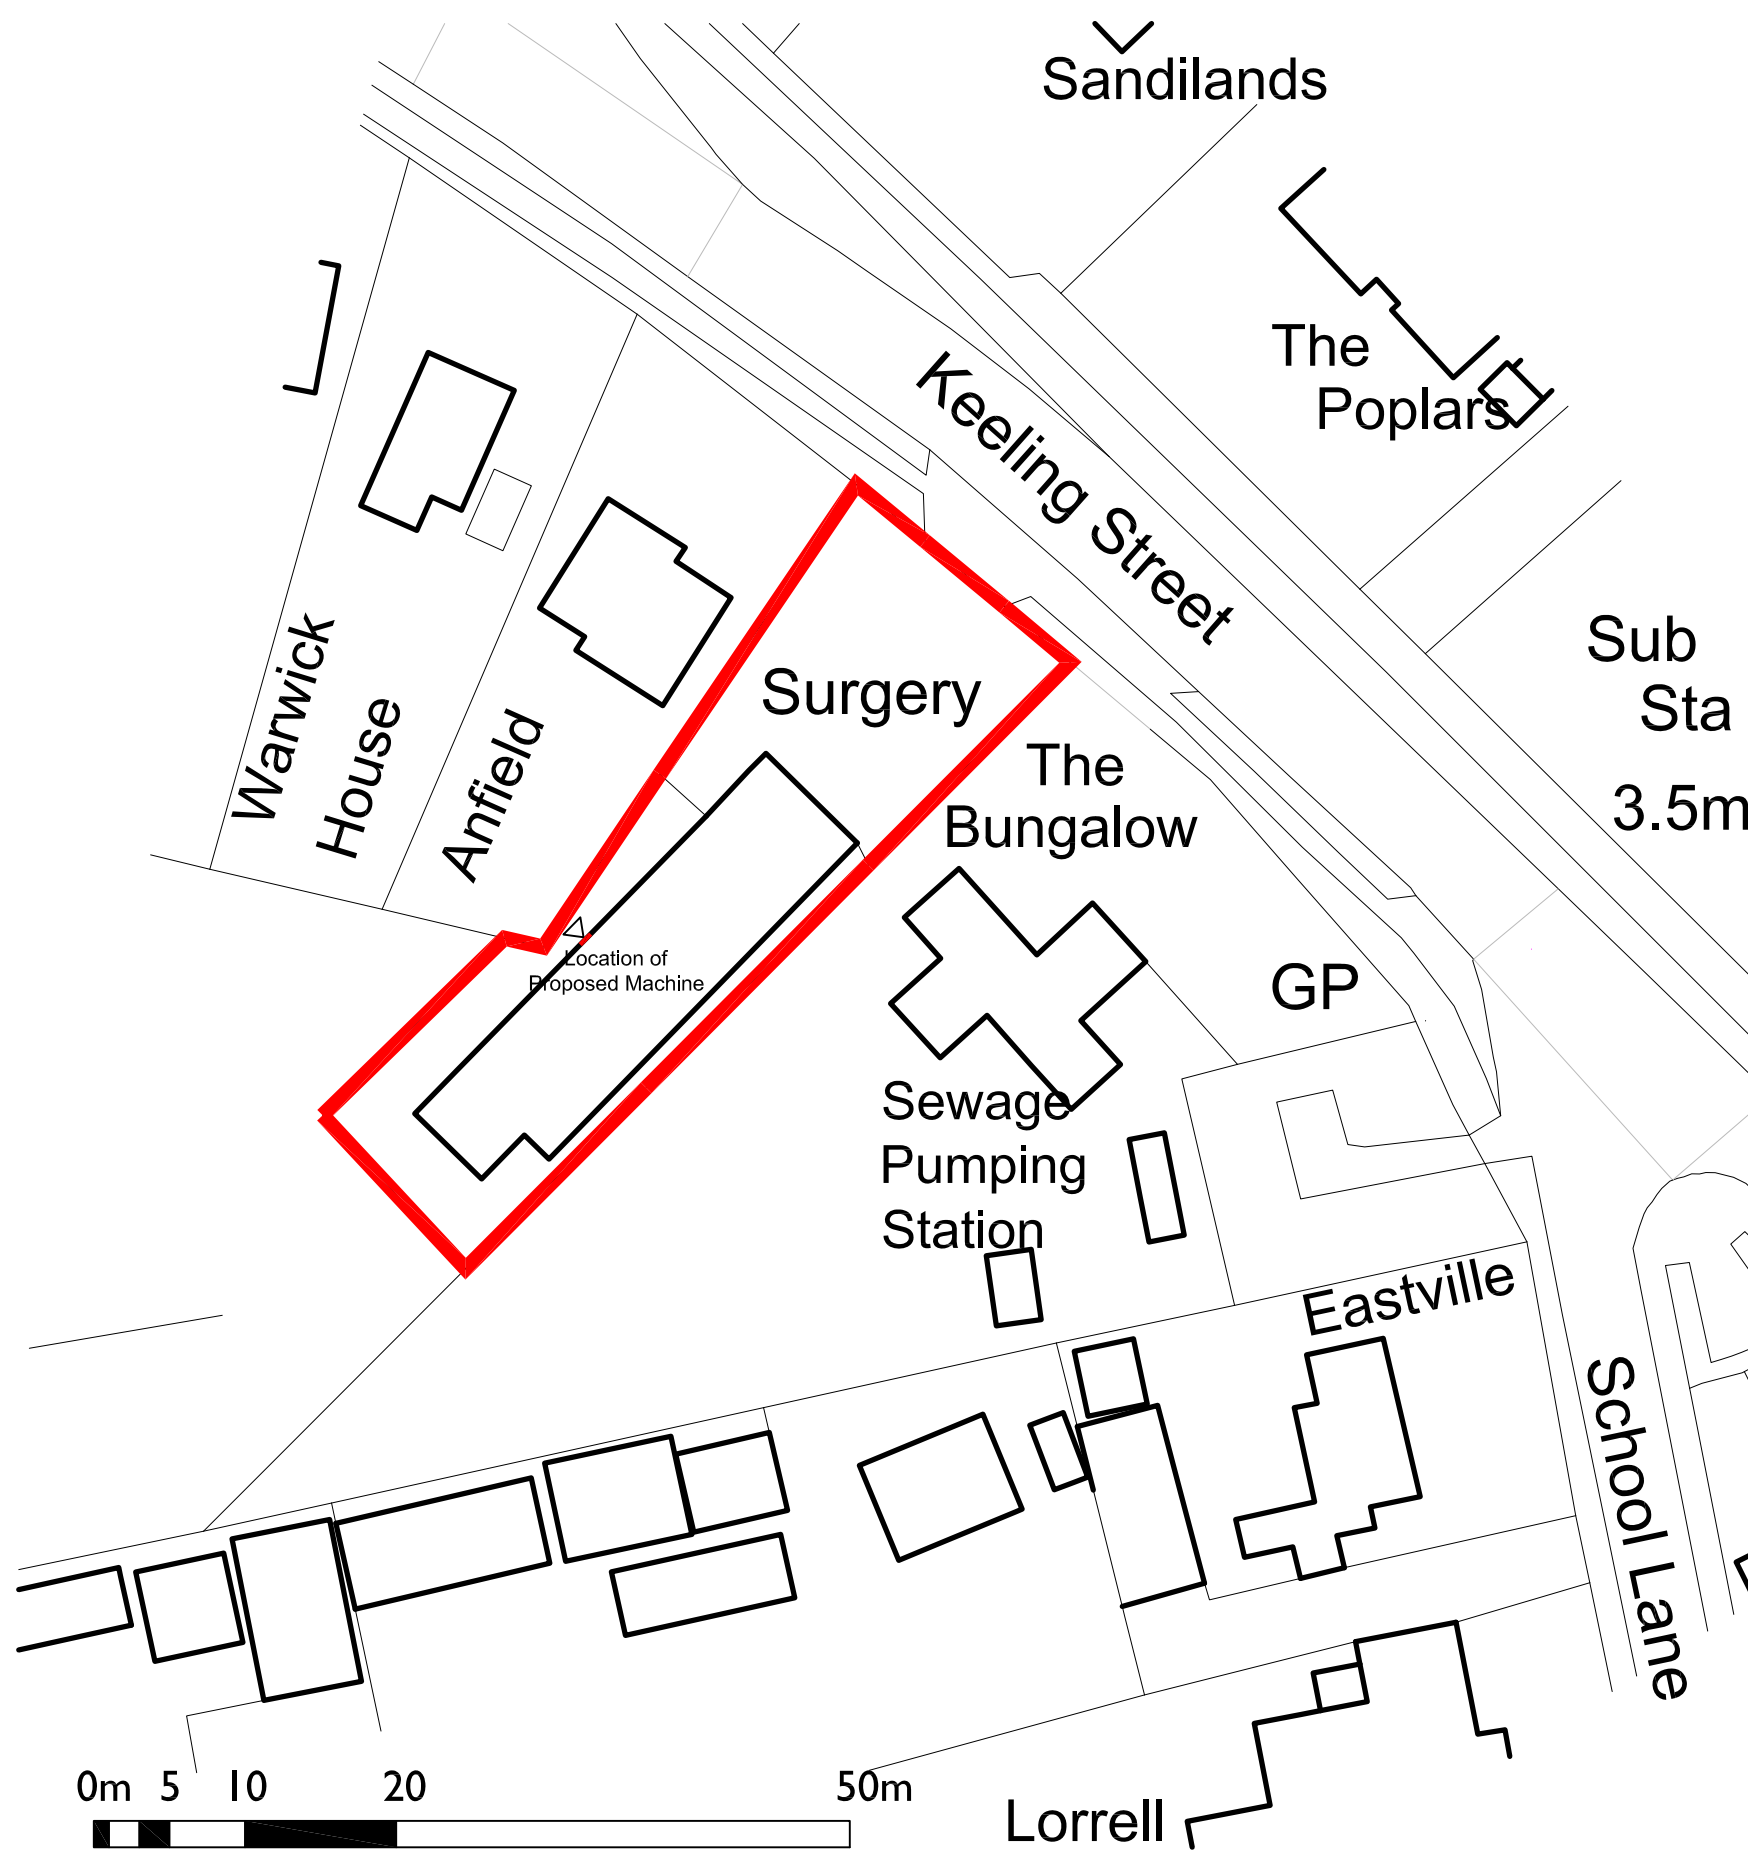 Sandilands
The
Poplars
Keeling Street
Sub
Sta
3.5m
Warwick
House
Anfield
Surgery
The
Bungalow
Location of
Proposed Machine
GP
Sewage
Pumping
Station
Eastville
School Lane
0m 5 10 20 50m
Lorrell